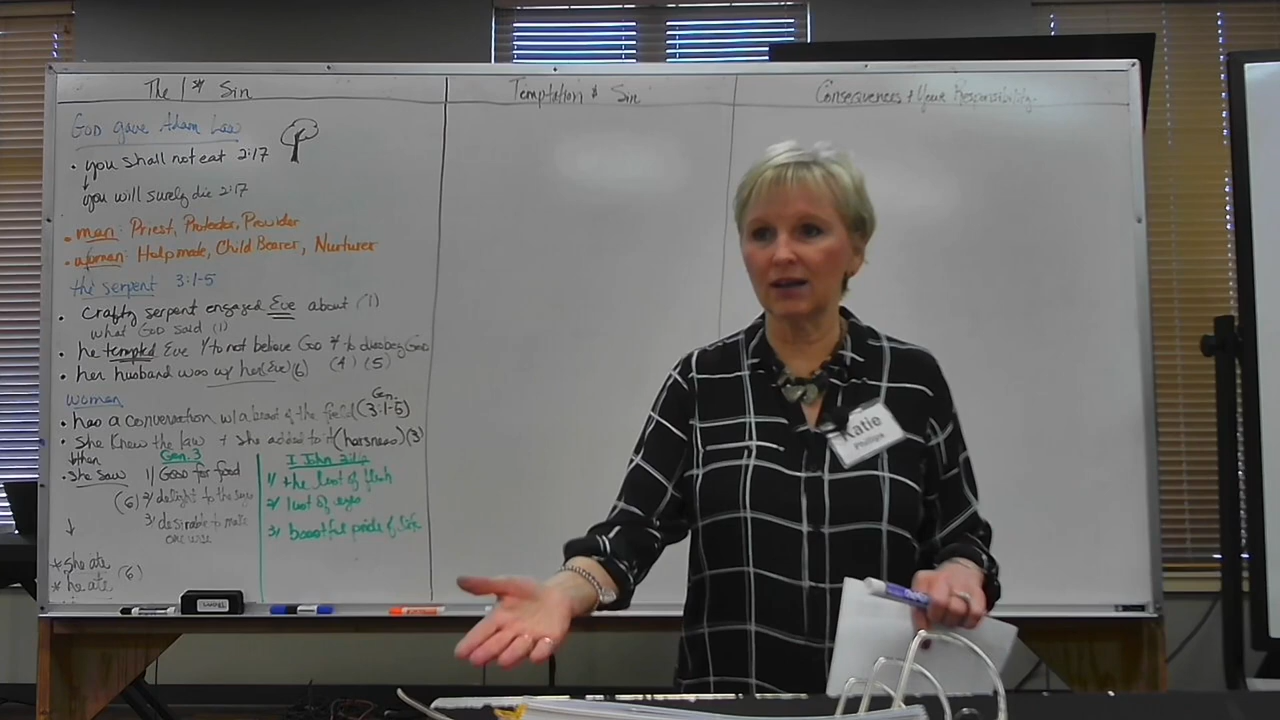 The 1st Sin
Temptation & Sin
Consequences & Your Responsibility
God gave Adam Law
• you shall not eat 2:17
you will surely die 2:17
• man: Priest, Protector, Provider
• woman: Helpmate, Child Bearer, Nurturer
the serpent 3:1-5
• crafty serpent engaged Eve about (1)
what God said (1)
• he tempted Eve 1/ to not believe God 2/ to disobey God
(4) (5)
• her husband was w/ her (Eve) (6)
women
• has a conversation w/ a beast of the field (Gen. 3:1-5)
• she knew the law + she added to it (harsness) (3)
then
Gen. 3
• she saw 1/ Good for food
(6) 2/ delight to the eyes
3/ desirable to make
one wise
* she ate
* he ate (6)
I John 2:16
1/ the lust of flesh
2/ lust of eyes
3/ boastful pride of life
Katie
Phillips